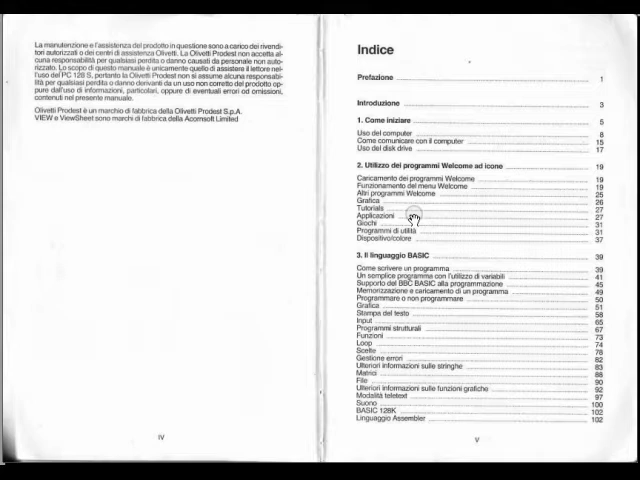 La manutenzione e l'assistenza del prodotto in questione sono a carico dei rivendi-
tori autorizzati o dei centri di assistenza Olivetti. La Olivetti Prodest non accetta al-
cuna responsabilità per qualsiasi perdita o danno causati da personale non auto-
rizzato. Lo scopo di questo manuale è unicamente quello di assistere il lettore nel-
l'uso del PC 128 S, pertanto la Olivetti Prodest non si assume alcuna responsabi-
lità per qualsiasi perdita o danno derivanti da un uso non corretto del prodotto op-
pure dall'uso di informazioni, particolari, oppure di eventuali errori od omissioni,
contenuti nel presente manuale.
Olivetti Prodest è un marchio di fabbrica della Olivetti Prodest S.p.A.
VIEW e ViewSheet sono marchi di fabbrica della Acornsoft Limited
IV
Indice
Prefazione 1
Introduzione 3
1. Come iniziare 5
Uso del computer 8
Come comunicare con il computer 15
Uso del disk drive 17
2. Utilizzo dei programmi Welcome ad icone 19
Caricamento dei programmi Welcome 19
Funzionamento del menu Welcome 19
Altri programmi Welcome 25
Grafica 26
Tutorials 27
Applicazioni 27
Giochi 31
Programmi di utilità 31
Dispositivo/colore 37
3. Il linguaggio BASIC 39
Come scrivere un programma 39
Un semplice programma con l'utilizzo di variabili 41
Supporto del BBC BASIC alla programmazione 45
Memorizzazione e caricamento di un programma 49
Programmare o non programmare 50
Grafica 51
Stampa del testo 58
Input 65
Programmi strutturati 67
Funzioni 73
Loop 74
Scelte 78
Gestione errori 82
Ulteriori informazioni sulle stringhe 83
Matrici 88
File 90
Ulteriori informazioni sulle funzioni grafiche 92
Modalità teletext 97
Suono 100
BASIC 128K 102
Linguaggio Assembler 102
V